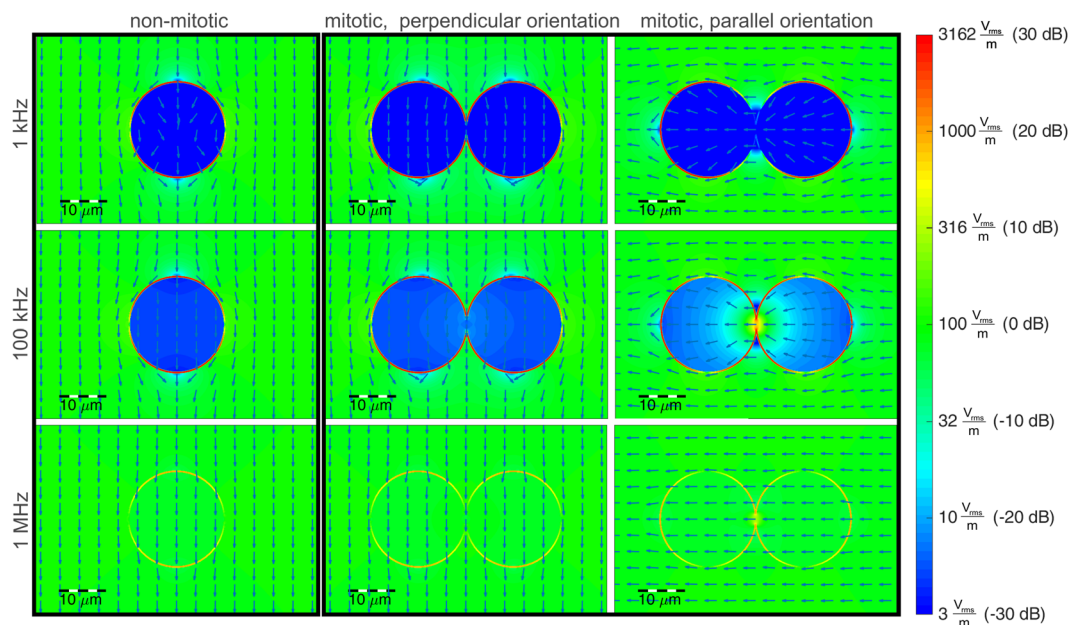 non-mitotic
mitotic, perpendicular orientation
mitotic, parallel orientation
1 kHz
10 μm
10 μm
10 μm
100 kHz
10 μm
10 μm
10 μm
1 MHz
10 μm
10 μm
10 μm
3162 Vrms/m (30 dB)
1000 Vrms/m (20 dB)
316 Vrms/m (10 dB)
100 Vrms/m (0 dB)
32 Vrms/m (-10 dB)
10 Vrms/m (-20 dB)
3 Vrms/m (-30 dB)